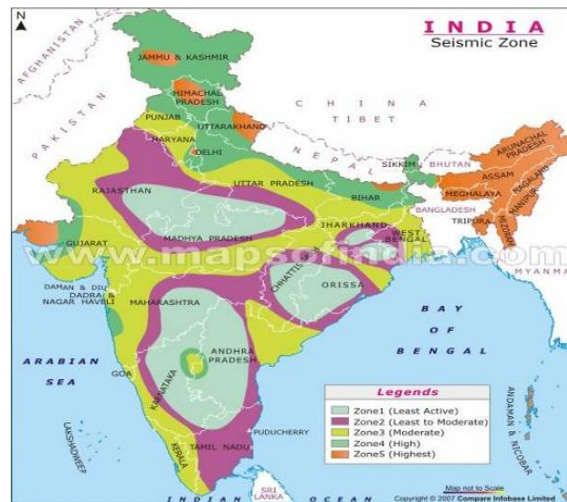 N
INDIA
Seismic Zone
AFGHANISTAN
JAMMU & KASHMIR
PAKISTAN
HIMACHAL
PRADESH
PUNJAB
UTTARAKHAND
CHINA
TIBET
HARYANA
DELHI
NEPAL
ARUNACHAL
PRADESH
SIKKIM
BHUTAN
ASSAM
NAGALAND
RAJASTHAN
UTTAR PRADESH
BIHAR
MEGHALAYA
MANIPUR
BANGLADESH
TRIPURA
MIZORAM
JHARKHAND
WEST
BENGAL
GUJARAT
MADHYA PRADESH
CHHATTISGARH
www.mapsofindia.com
MYANMAR
DAMAN & DIU
DADRA &
NAGAR HAVELI
ORISSA
MAHARASHTRA
BAY
OF
BENGAL
ANDHRA
PRADESH
ARABIAN
SEA
GOA
KARNATAKA
Legends
Zone1 (Least Active)
Zone2 (Least to Moderate)
Zone3 (Moderate)
Zone4 (High)
Zone5 (Highest)
ANDAMAN & NICOBAR
LAKSHADWEEP
KERALA
TAMIL NADU
PUDUCHERRY
SRI
LANKA
INDIAN OCEAN
Map not to Scale
Copyright © 2007 Compare Infobase Limited